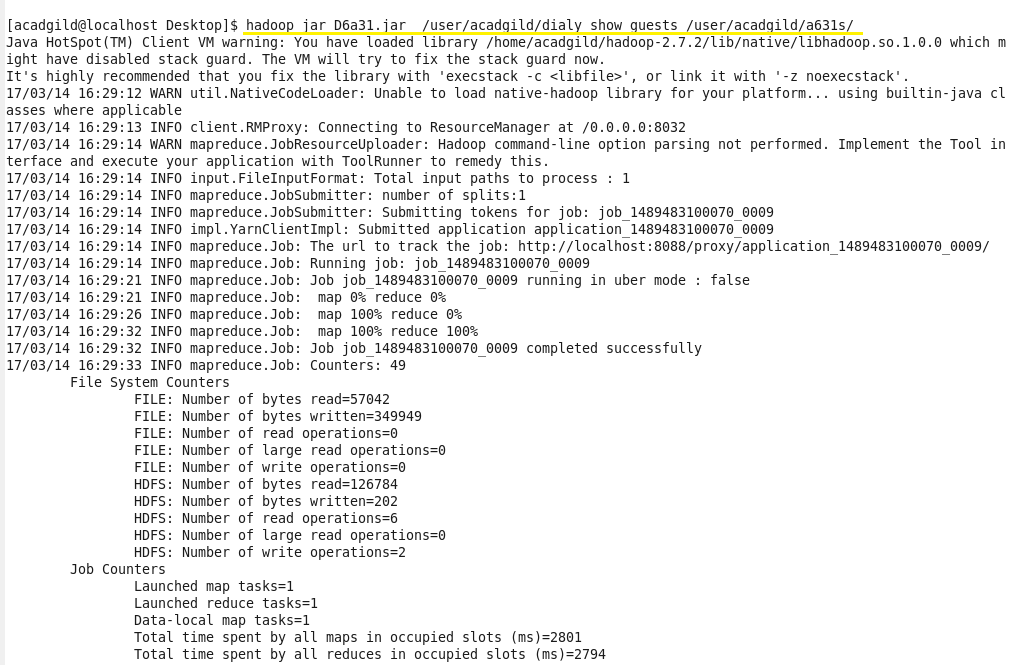 [acadgild@localhost Desktop]$ hadoop jar D6a31.jar  /user/acadgild/dialy_show_guests /user/acadgild/a631s/
Java HotSpot(TM) Client VM warning: You have loaded library /home/acadgild/hadoop-2.7.2/lib/native/libhadoop.so.1.0.0 which m
ight have disabled stack guard. The VM will try to fix the stack guard now.
It's highly recommended that you fix the library with 'execstack -c <libfile>', or link it with '-z noexecstack'.
17/03/14 16:29:12 WARN util.NativeCodeLoader: Unable to load native-hadoop library for your platform... using builtin-java cl
asses where applicable
17/03/14 16:29:13 INFO client.RMProxy: Connecting to ResourceManager at /0.0.0.0:8032
17/03/14 16:29:14 WARN mapreduce.JobResourceUploader: Hadoop command-line option parsing not performed. Implement the Tool in
terface and execute your application with ToolRunner to remedy this.
17/03/14 16:29:14 INFO input.FileInputFormat: Total input paths to process : 1
17/03/14 16:29:14 INFO mapreduce.JobSubmitter: number of splits:1
17/03/14 16:29:14 INFO mapreduce.JobSubmitter: Submitting tokens for job: job_1489483100070_0009
17/03/14 16:29:14 INFO impl.YarnClientImpl: Submitted application application_1489483100070_0009
17/03/14 16:29:14 INFO mapreduce.Job: The url to track the job: http://localhost:8088/proxy/application_1489483100070_0009/
17/03/14 16:29:14 INFO mapreduce.Job: Running job: job_1489483100070_0009
17/03/14 16:29:21 INFO mapreduce.Job: Job job_1489483100070_0009 running in uber mode : false
17/03/14 16:29:21 INFO mapreduce.Job:  map 0% reduce 0%
17/03/14 16:29:26 INFO mapreduce.Job:  map 100% reduce 0%
17/03/14 16:29:32 INFO mapreduce.Job:  map 100% reduce 100%
17/03/14 16:29:32 INFO mapreduce.Job: Job job_1489483100070_0009 completed successfully
17/03/14 16:29:33 INFO mapreduce.Job: Counters: 49
File System Counters
FILE: Number of bytes read=57042
FILE: Number of bytes written=349949
FILE: Number of read operations=0
FILE: Number of large read operations=0
FILE: Number of write operations=0
HDFS: Number of bytes read=126784
HDFS: Number of bytes written=202
HDFS: Number of read operations=6
HDFS: Number of large read operations=0
HDFS: Number of write operations=2
Job Counters
Launched map tasks=1
Launched reduce tasks=1
Data-local map tasks=1
Total time spent by all maps in occupied slots (ms)=2801
Total time spent by all reduces in occupied slots (ms)=2794